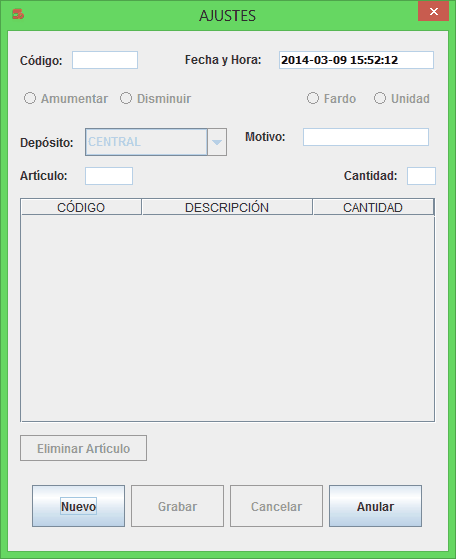 AJUSTES
Código: Fecha y Hora: 2014-03-09 15:52:12
Amumentar Disminuir Fardo Unidad
Depósito: CENTRAL Motivo:
Artículo: Cantidad:
CÓDIGO DESCRIPCIÓN CANTIDAD
Eliminar Artículo
Nuevo Grabar Cancelar Anular